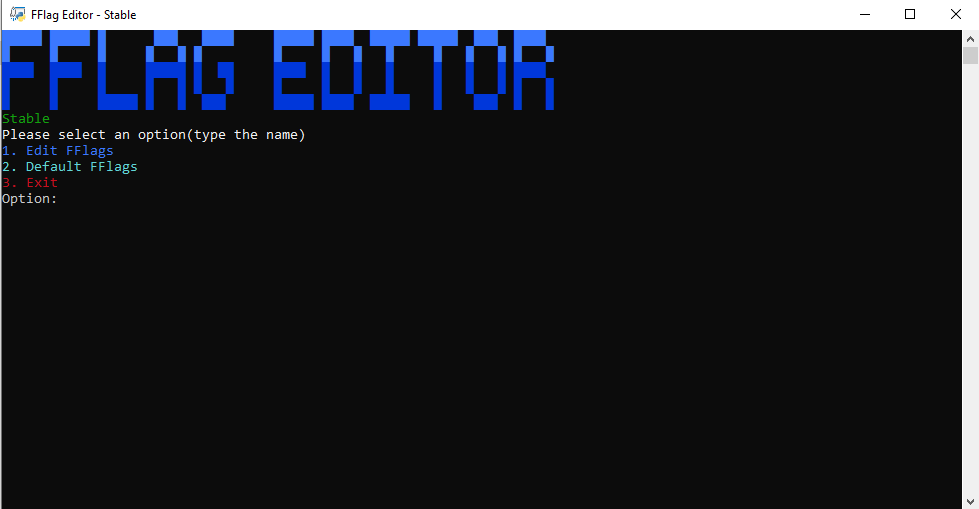 FFlag Editor - Stable
FFLAG EDITOR
Stable
Please select an option(type the name)
1. Edit FFlags
2. Default FFlags
3. Exit
Option: